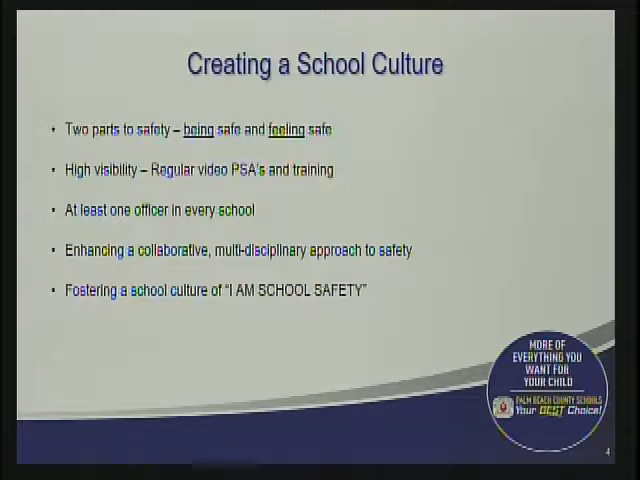 Creating a School Culture
• Two parts to safety – being safe and feeling safe
• High visibility – Regular video PSA's and training
• At least one officer in every school
• Enhancing a collaborative, multi-disciplinary approach to safety
• Fostering a school culture of "I AM SCHOOL SAFETY"
MORE OF
EVERYTHING YOU
WANT FOR
YOUR CHILD
PALM BEACH COUNTY SCHOOLS
Your BEST Choice!
4